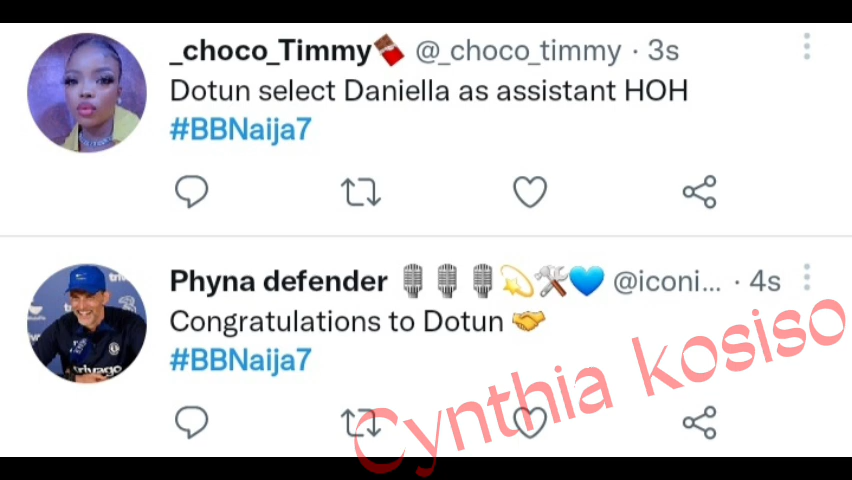 _choco_Timmy🍫 @_choco_timmy · 3s
Dotun select Daniella as assistant HOH
#BBNaija7
Phyna defender 🎙🎙🎙💫🛠💙 @iconi... · 4s
Congratulations to Dotun 🤝
#BBNaija7
Cynthia kosiso
trivago